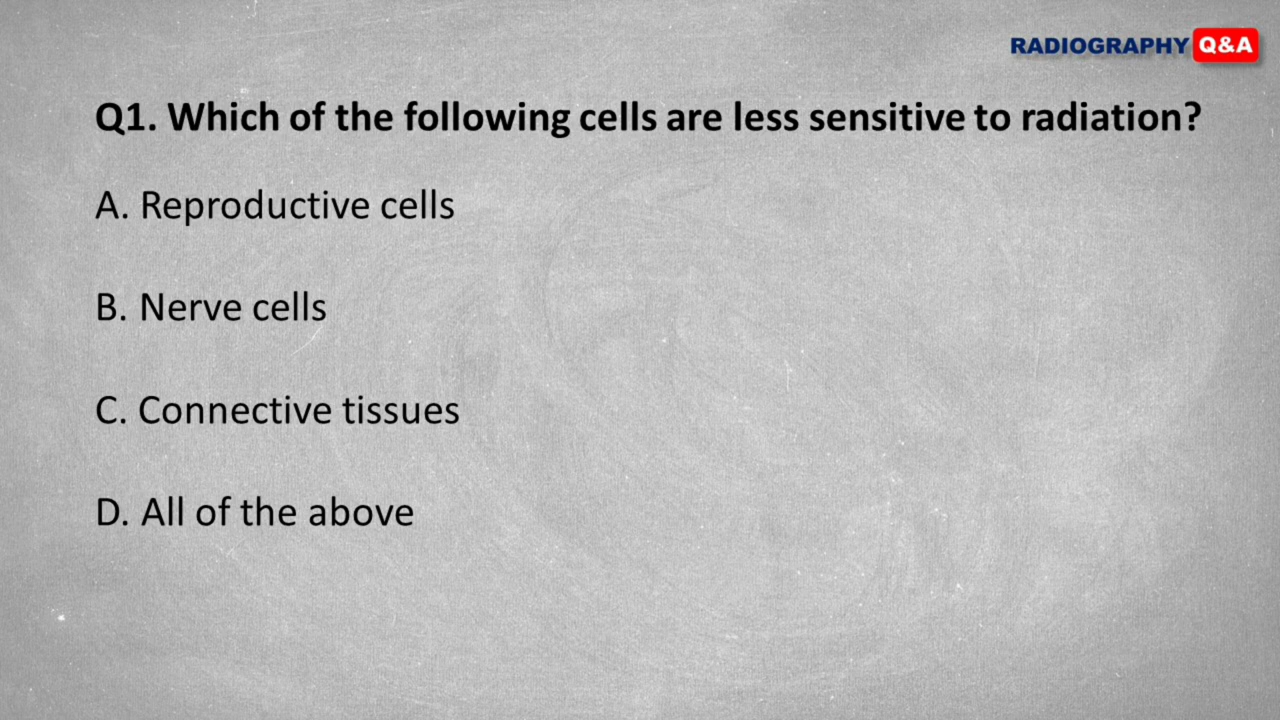 RADIOGRAPHY Q&A
Q1. Which of the following cells are less sensitive to radiation?
A. Reproductive cells
B. Nerve cells
C. Connective tissues
D. All of the above